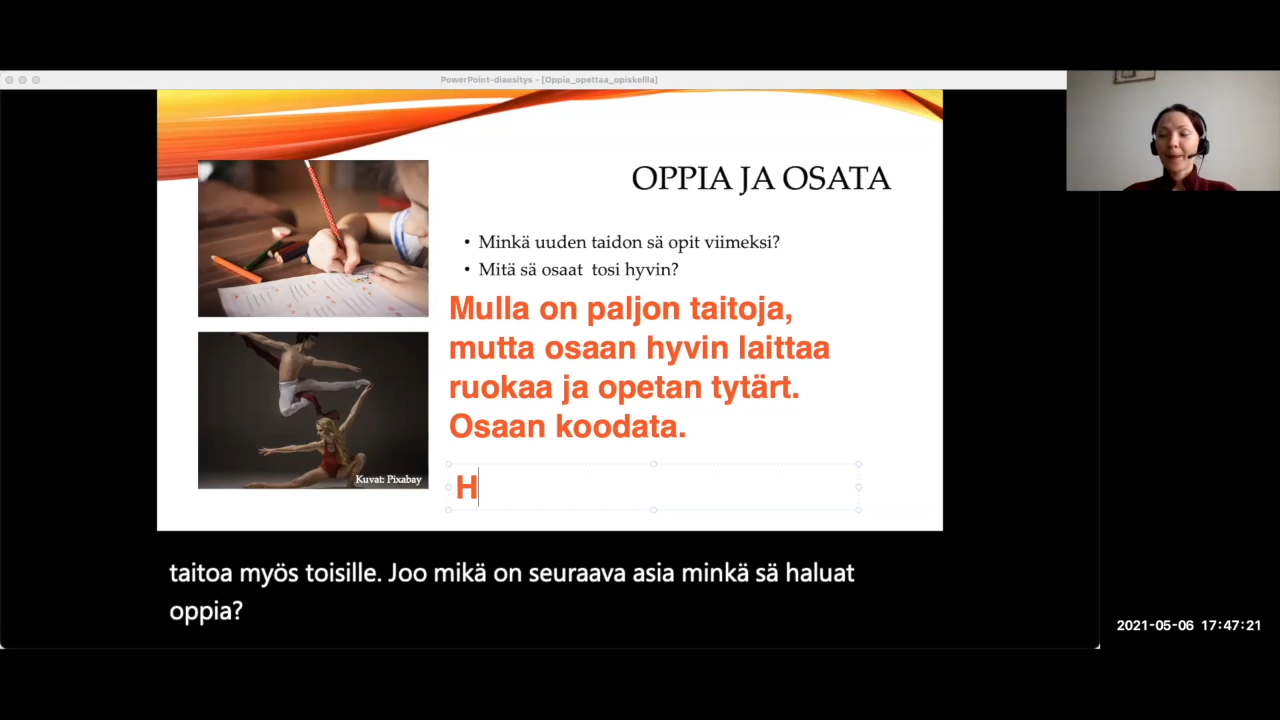 PowerPoint-diaesitys - [Oppia_opettaa_opiskella]
OPPIA JA OSATA
• Minkä uuden taidon sä opit viimeksi?
• Mitä sä osaat tosi hyvin?
Mulla on paljon taitoja,
mutta osaan hyvin laittaa
ruokaa ja opetan tytärt.
Osaan koodata.
H
Kuvat: Pixabay
taitoa myös toisille. Joo mikä on seuraava asia minkä sä haluat
oppia?
2021-05-06 17:47:21